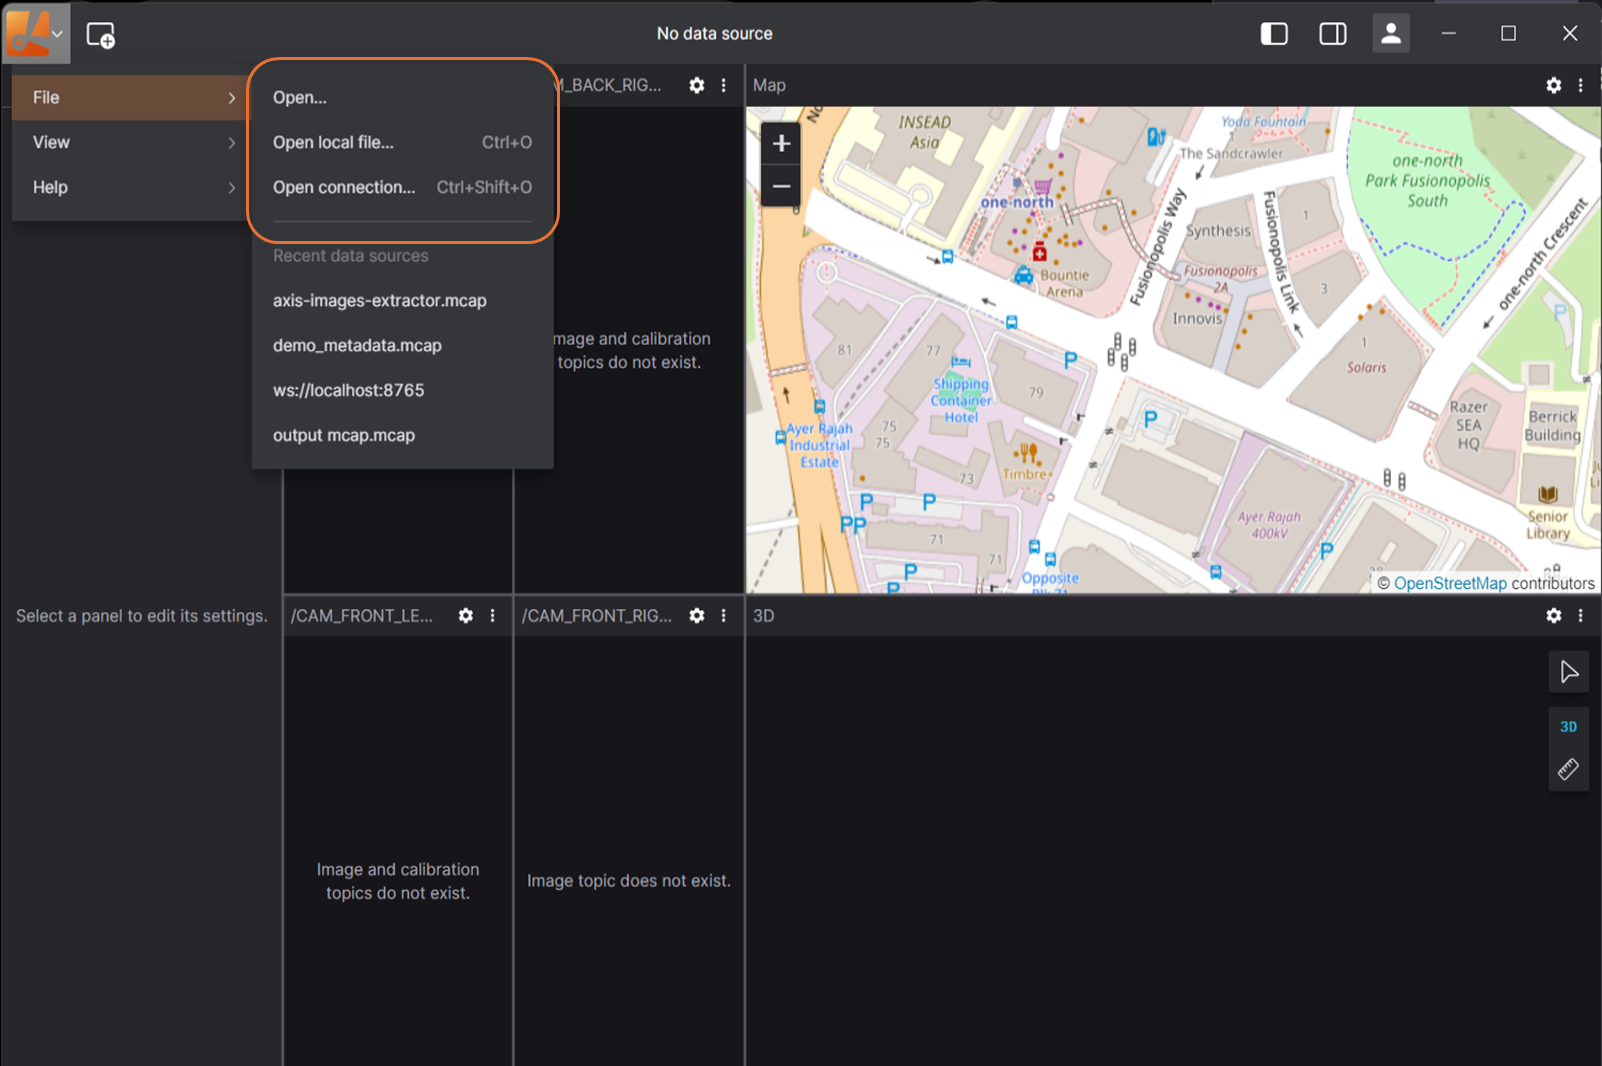 No data source
File
View
Help
Open...
Open local file... Ctrl+O
Open connection... Ctrl+Shift+O
Recent data sources
axis-images-extractor.mcap
demo_metadata.mcap
ws://localhost:8765
output mcap.mcap
M_BACK_RIG...
mage and calibration
topics do not exist.
Select a panel to edit its settings.
/CAM_FRONT_LE...
Image and calibration
topics do not exist.
/CAM_FRONT_RIG...
Image topic does not exist.
Map
+
−
No
INSEAD
Asia
Yoda Fountain
The Sandcrawler
one-north
Park Fusionopolis
South
one-north
Fusionopolis Way
Synthesis
Fusionopolis Link
1
one-north Crescent
Bountie
Arena
Fusionopolis
2A
3
Innovis
P
81
77
P
1
Solaris
Shipping
Container
Hotel
79
Razer
SEA
HQ
Berrick
Building
P
Ayer Rajah
Industrial
Estate
75
75
Timbre+
73
P
P
PP
Ayer Rajah
400kV
Senior
Library
71
71
P
P
P
Opposite
© OpenStreetMap contributors
3D
3D